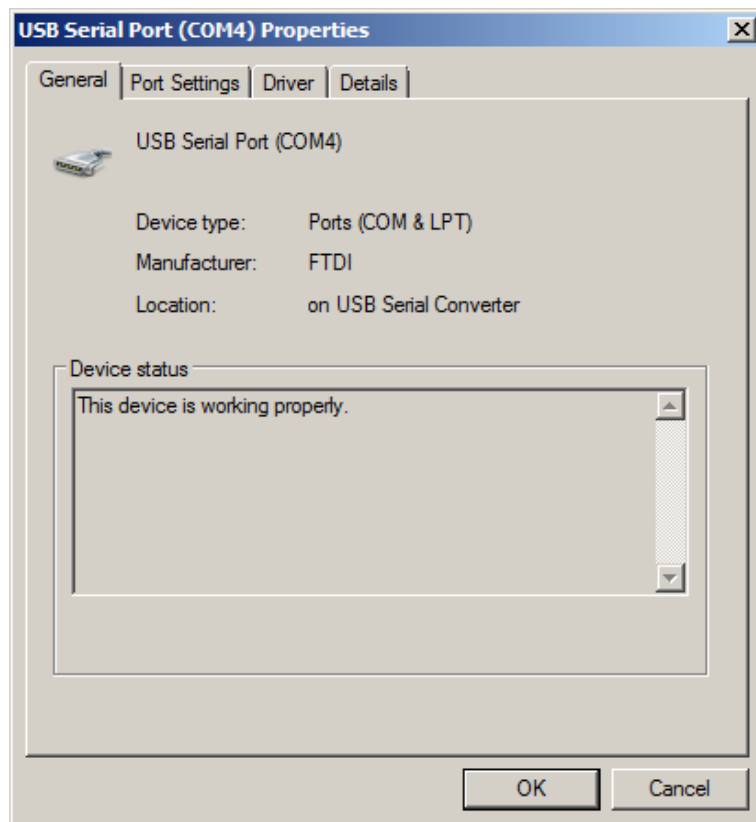 USB Serial Port (COM4) Properties
General Port Settings Driver Details
USB Serial Port (COM4)
Device type: Ports (COM & LPT)
Manufacturer: FTDI
Location: on USB Serial Converter
Device status
This device is working properly.
OK Cancel